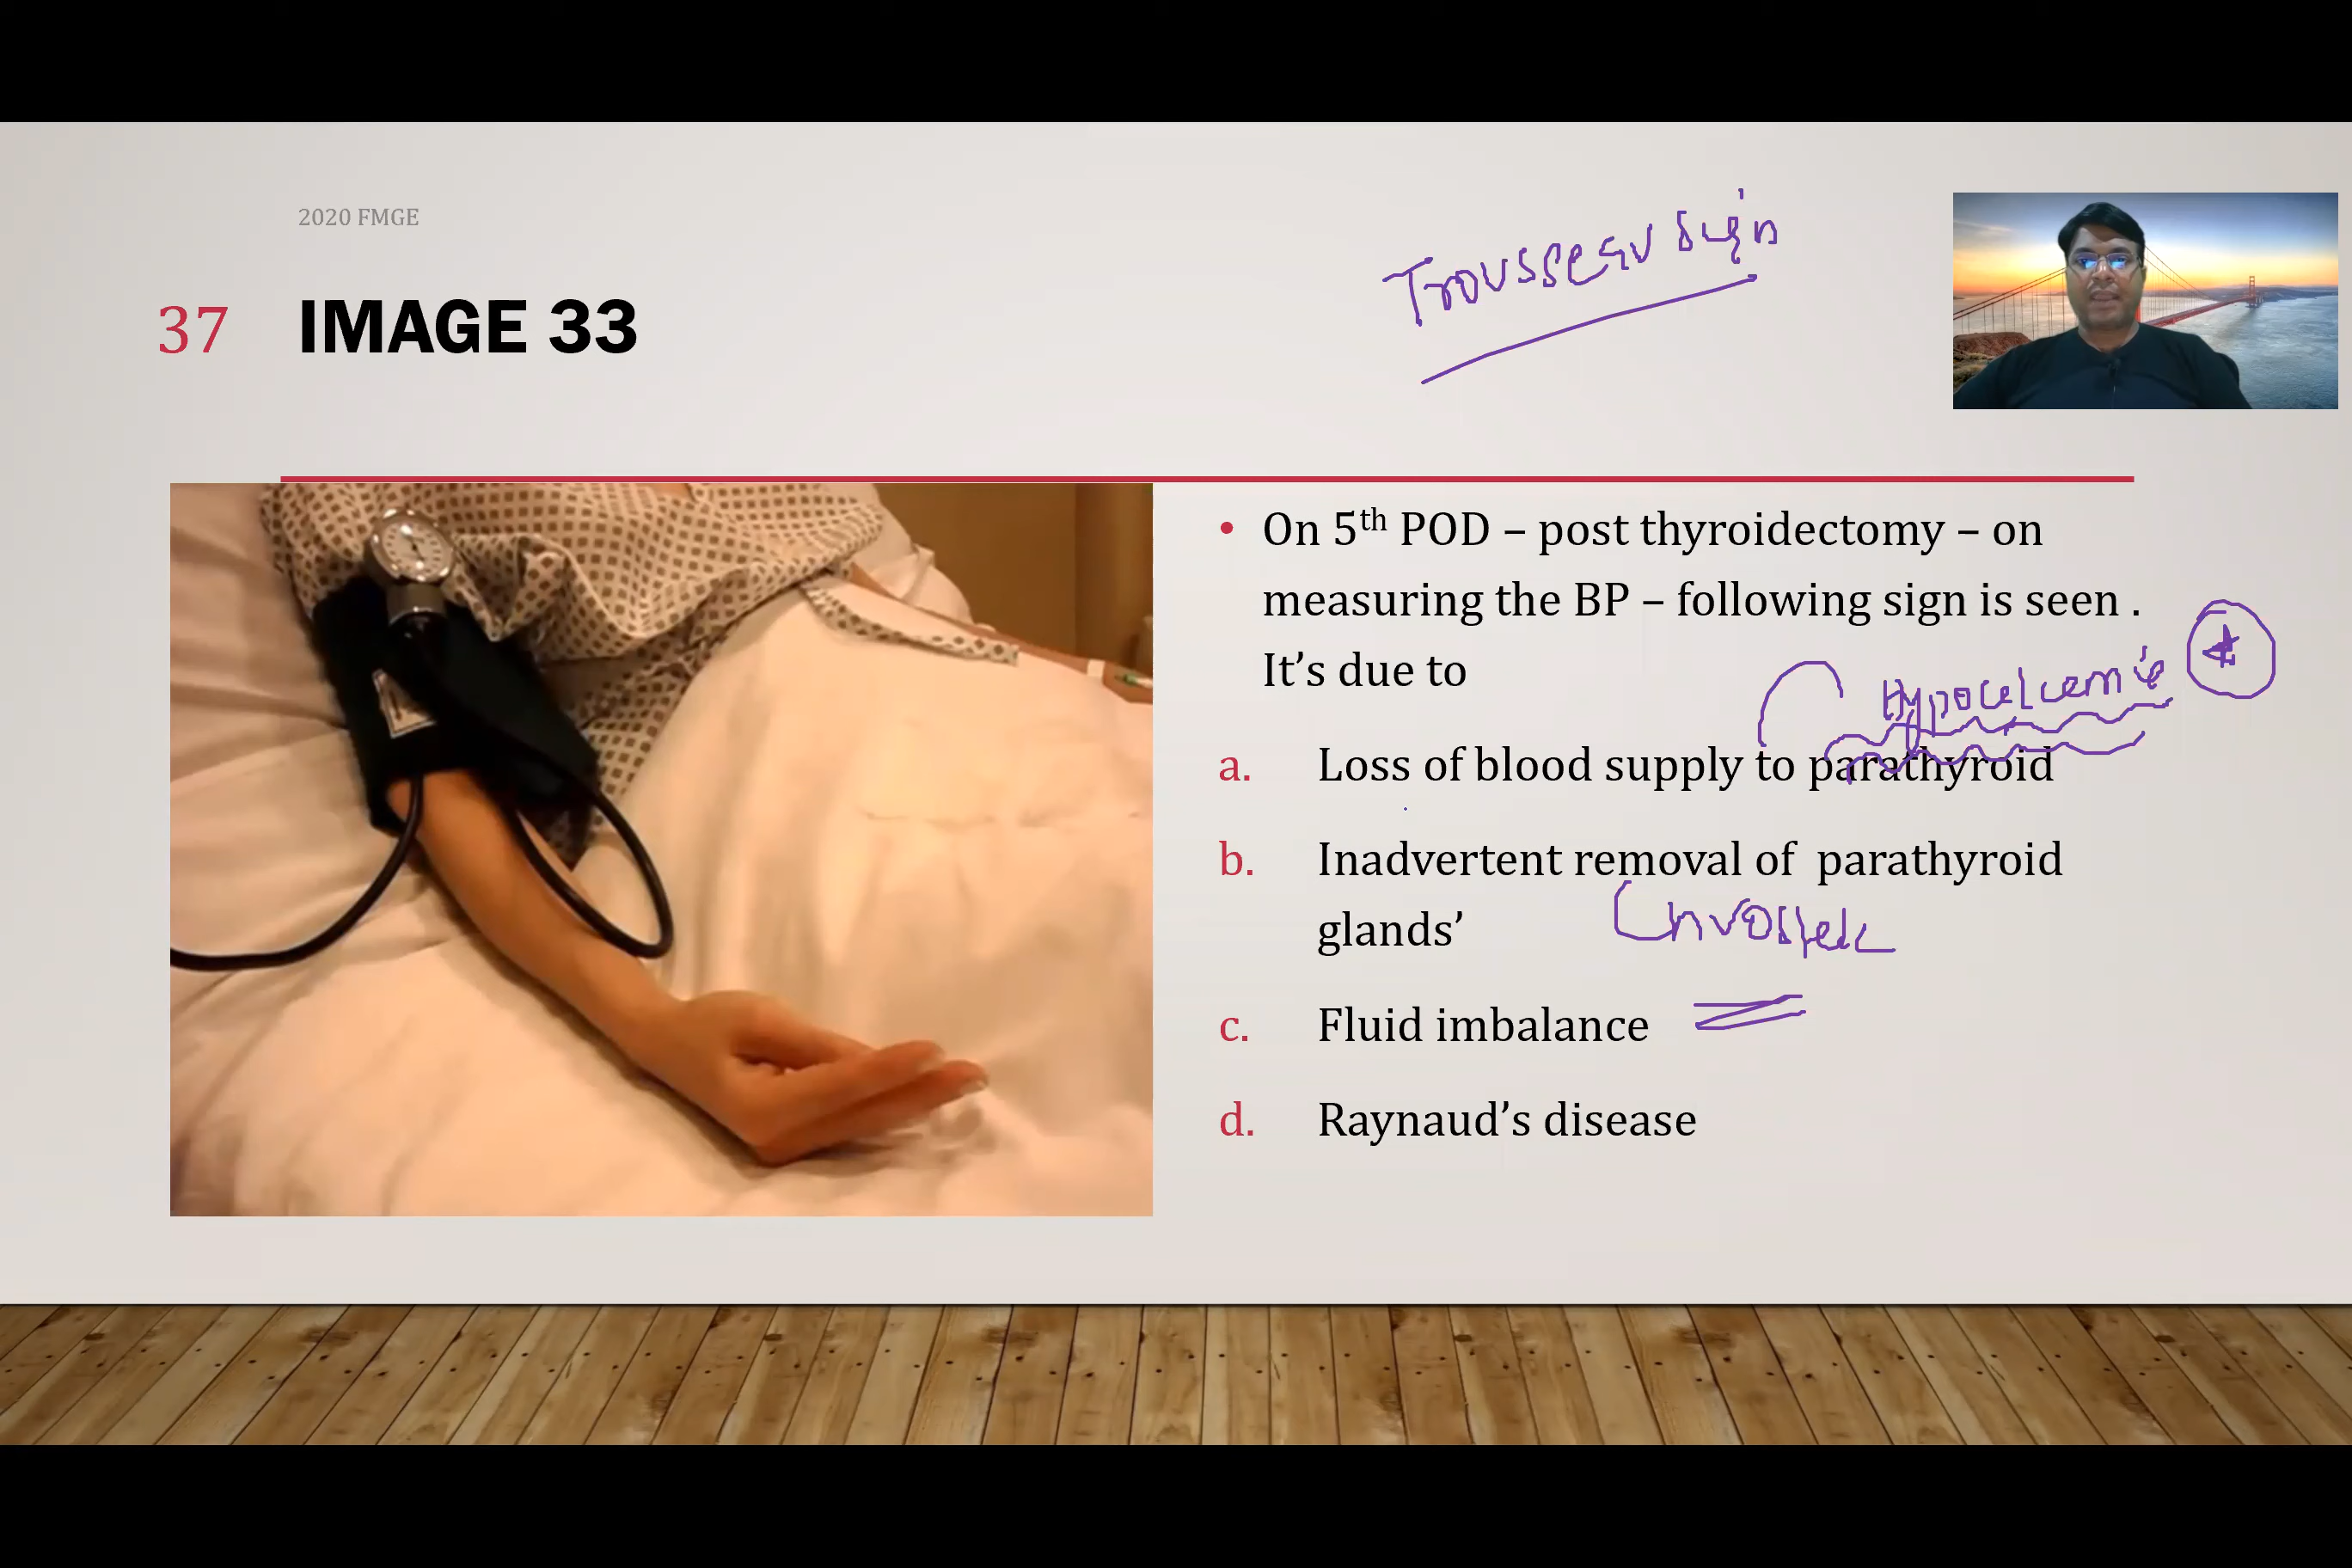 2020 FMGE
Trousseau sign
37 IMAGE 33
• On 5th POD – post thyroidectomy – on
measuring the BP – following sign is seen .
It's due to
Hypocalcemia
a. Loss of blood supply to parathyroid
b. Inadvertent removal of parathyroid
glands'
Chvostek
c. Fluid imbalance
d. Raynaud's disease